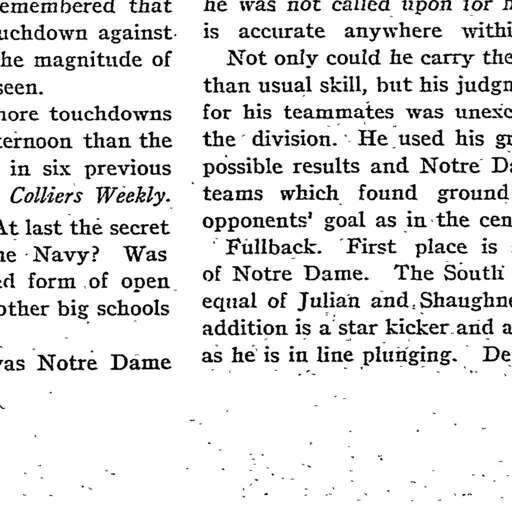 emembered that
uchdown against
he magnitude of
seen.
nore touchdowns
ternoon than the
in six previous
Colliers Weekly.
At last the secret
ne Navy? Was
ed form of open
other big schools
was Notre Dame
he was not called upon for
is accurate anywhere withi
Not only could he carry the
than usual skill, but his judgm
for his teammates was unexc
the division. He used his gr
possible results and Notre Da
teams which found ground
opponents' goal as in the cen
Fullback. First place is
of Notre Dame. The South
equal of Julian and Shaughne
addition is a star kicker and a
as he is in line plunging. De